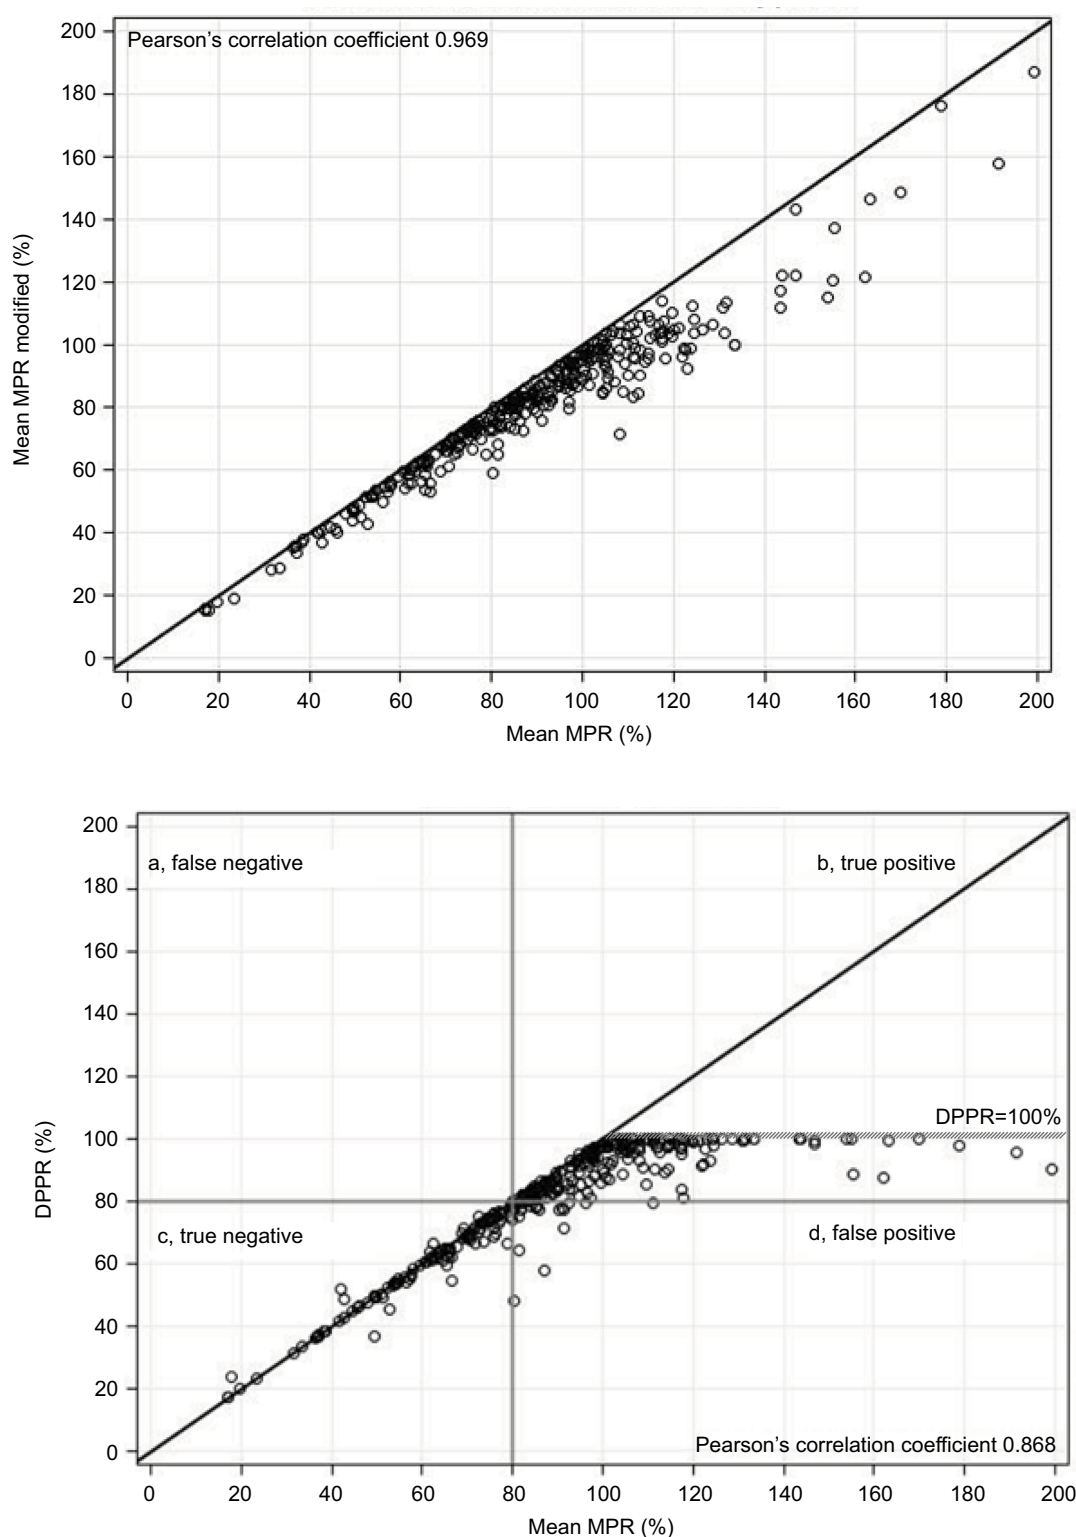 200
Pearson's correlation coefficient 0.969
180
160
140
120
100
80
60
40
20
0
Mean MPR modified (%)
0 20 40 60 80 100 120 140 160 180 200
Mean MPR (%)
200
a, false negative b, true positive
180
160
140
120
DPPR=100%
100
80
c, true negative d, false positive
60
40
20
0
Pearson's correlation coefficient 0.868
DPPR (%)
0 20 40 60 80 100 120 140 160 180 200
Mean MPR (%)